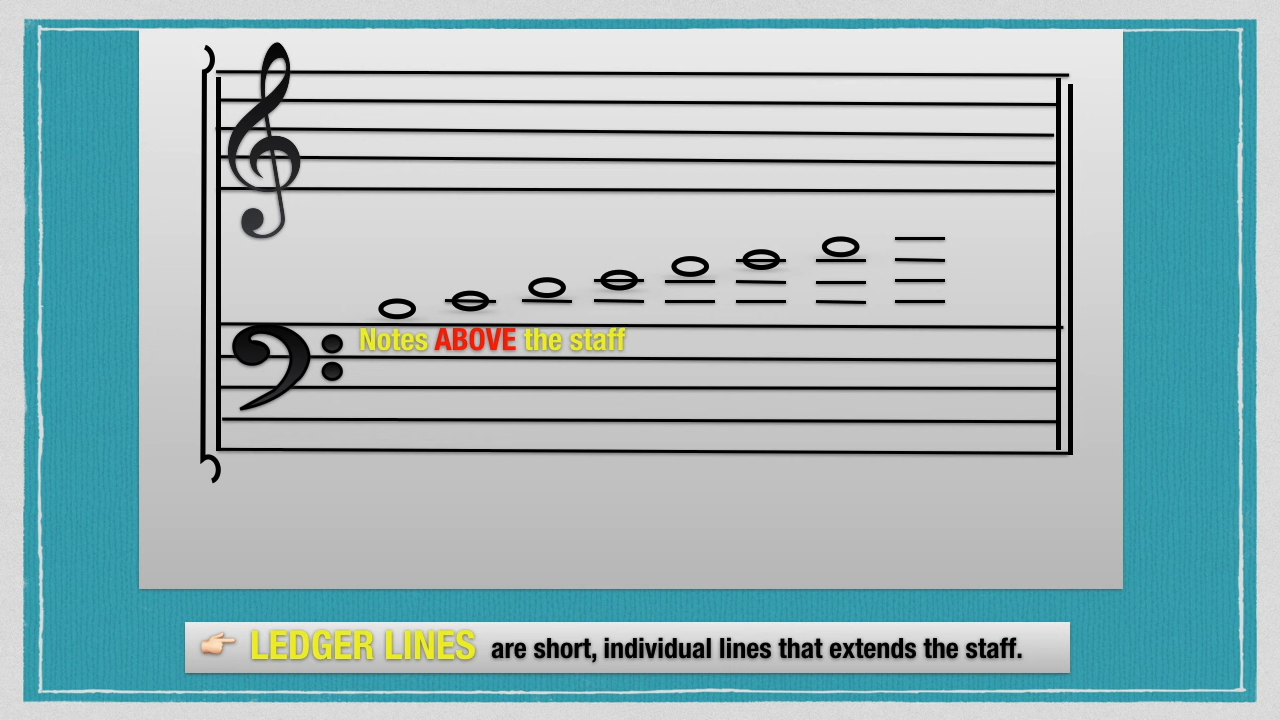 Notes ABOVE the staff
LEDGER LINES are short, individual lines that extends the staff.